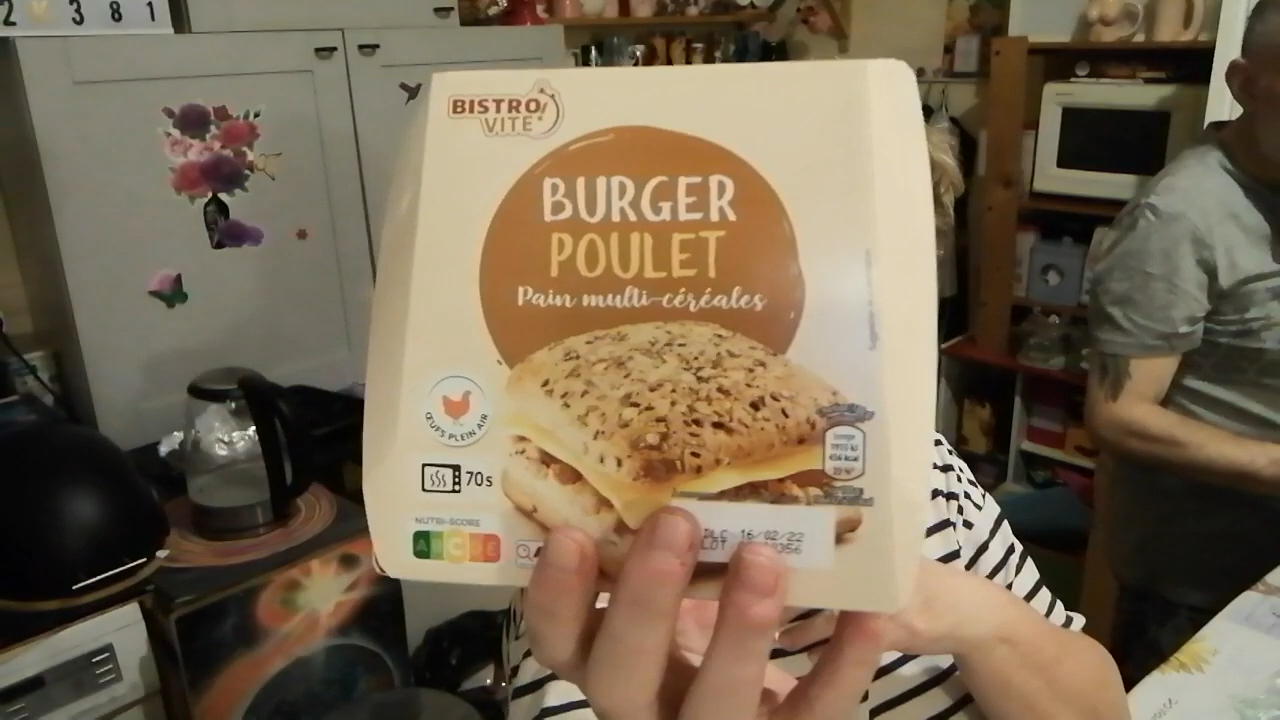 2 3 8 1
BISTRO
VITE!
BURGER
POULET
Pain multi-céréales
ŒUFS PLEIN AIR
70s
NUTRI-SCORE
A B C D E
DLC 16/02/22
LOT